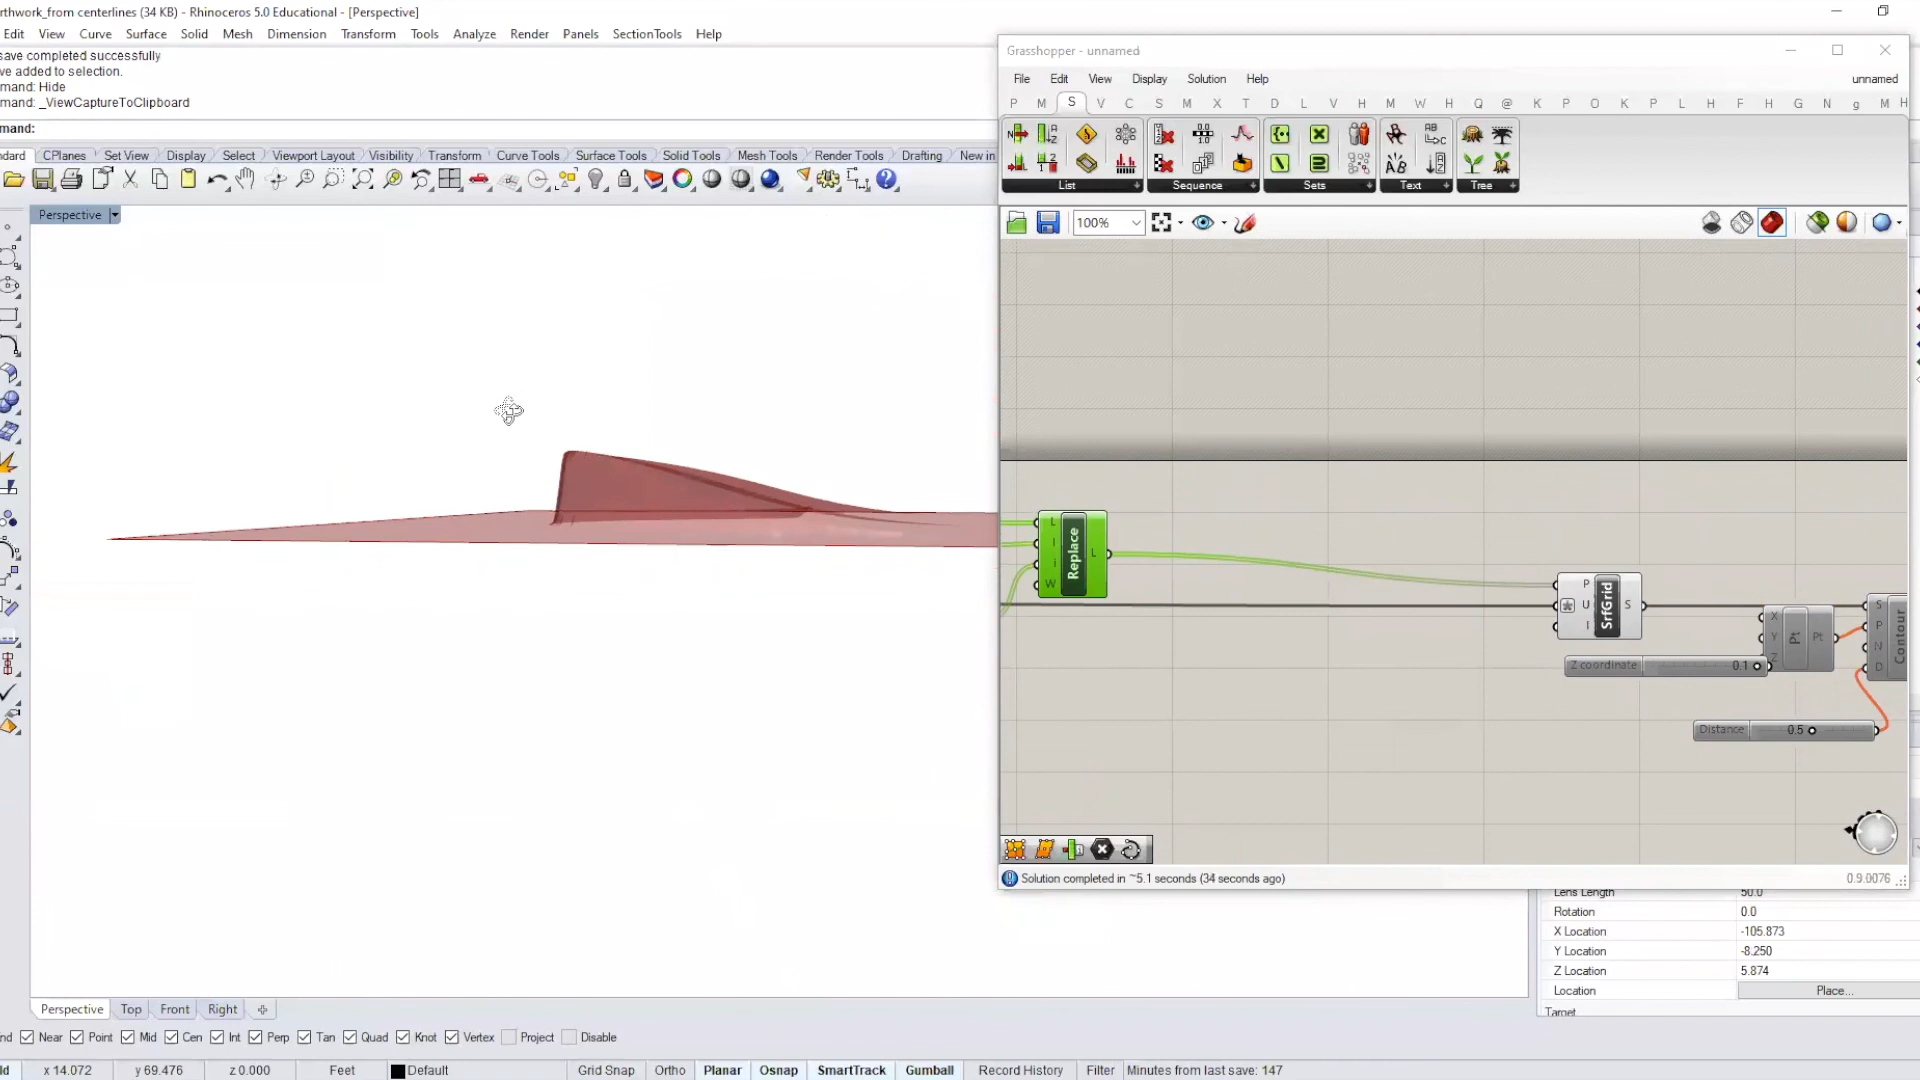 rthwork_from centerlines (34 KB) - Rhinoceros 5.0 Educational - [Perspective]
Edit View Curve Surface Solid Mesh Dimension Transform Tools Analyze Render Panels SectionTools Help
save completed successfully
ve added to selection.
mand: Hide
mand: _ViewCaptureToClipboard
mand:
ndard CPlanes Set View Display Select Viewport Layout Visibility Transform Curve Tools Surface Tools Solid Tools Mesh Tools Render Tools Drafting New in
Perspective
Grasshopper - unnamed
File Edit View Display Solution Help unnamed
P M S V C S M X T D L V H M W H Q @ K P O K P L H F H G N g M H
List Sequence Sets Text Tree
100%
L I i W Replace L
P U I SrfGrid S
X Y Z Pt Pt
S P N D Contour
Z coordinate 0.1
Distance 0.5
Solution completed in ~5.1 seconds (34 seconds ago) 0.9.0076
Lens Length 50.0
Rotation 0.0
X Location -105.873
Y Location -8.250
Z Location 5.874
Location Place...
Target
Perspective Top Front Right
nd Near Point Mid Cen Int Perp Tan Quad Knot Vertex Project Disable
ld x 14.072 y 69.476 z 0.000 Feet Default Grid Snap Ortho Planar Osnap SmartTrack Gumball Record History Filter Minutes from last save: 147